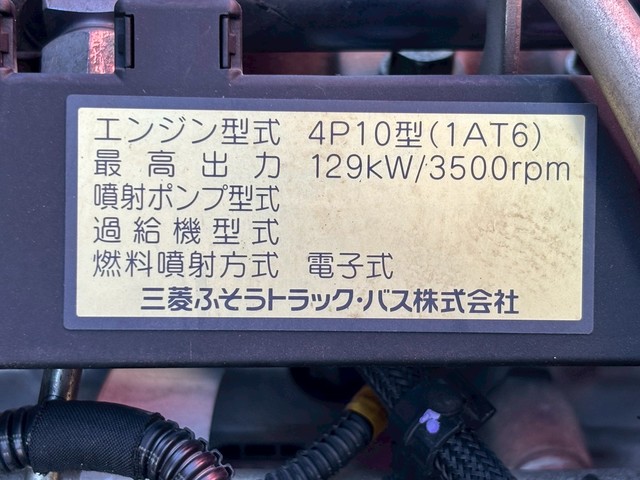 エンジン型式 4P10型(1AT6)
最高出力 129kW/3500rpm
噴射ポンプ型式
過給機型式
燃料噴射方式 電子式
三菱ふそうトラック・バス株式会社